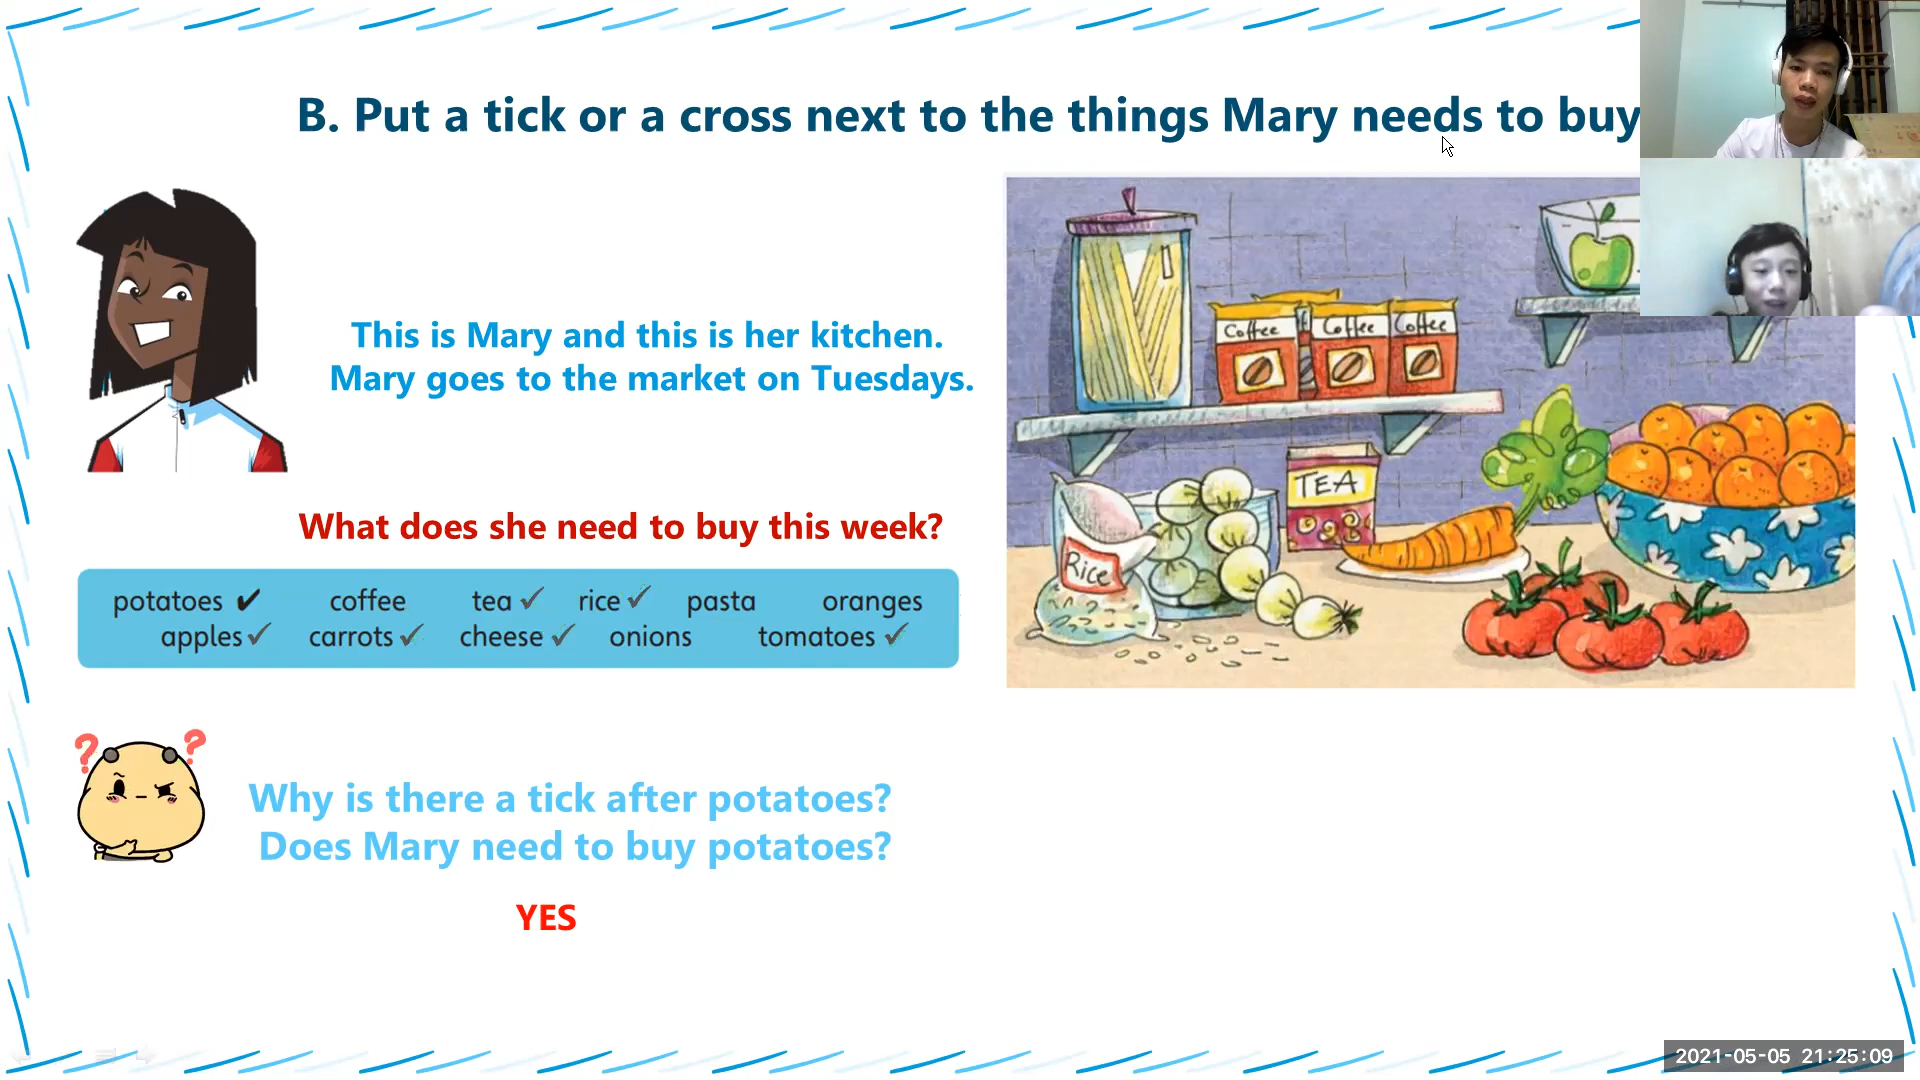 B. Put a tick or a cross next to the things Mary needs to buy
This is Mary and this is her kitchen.
Mary goes to the market on Tuesdays.
What does she need to buy this week?
potatoes ✔ coffee tea ✓ rice ✓ pasta oranges
apples ✓ carrots ✓ cheese ✓ onions tomatoes ✓
Coffee Coffee Coffee
TEA
Rice
? ?
Why is there a tick after potatoes?
Does Mary need to buy potatoes?
YES
2021-05-05 21:25:09